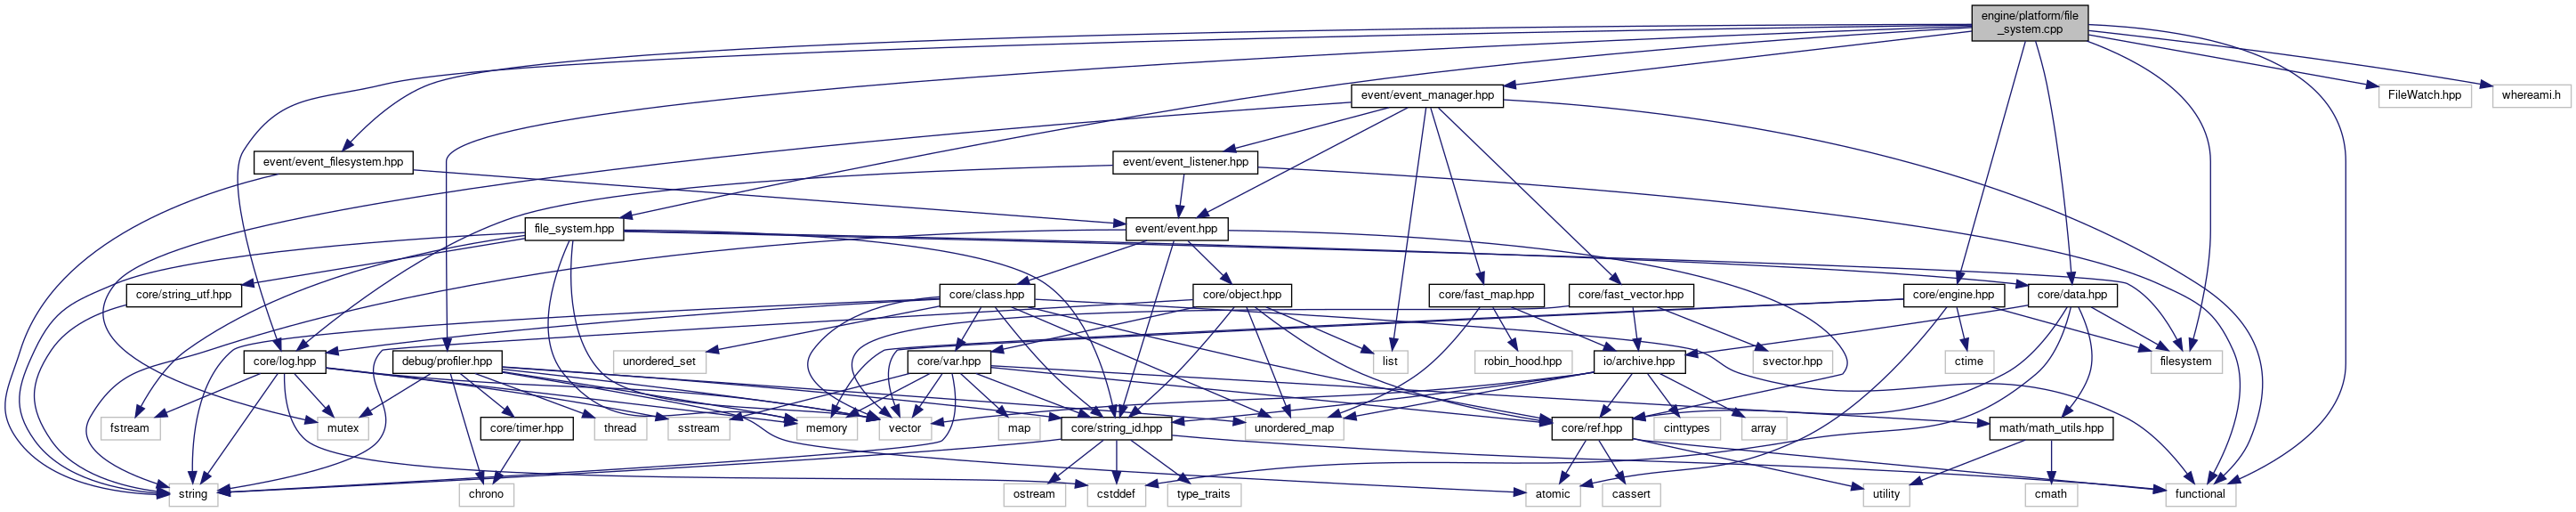 engine/platform/file
_system.cpp
event/event_manager.hpp
FileWatch.hpp
whereami.h
event/event_filesystem.hpp
event/event_listener.hpp
file_system.hpp
event/event.hpp
core/string_utf.hpp
core/class.hpp
core/object.hpp
core/fast_map.hpp
core/fast_vector.hpp
core/engine.hpp
core/data.hpp
core/log.hpp
debug/profiler.hpp
unordered_set
core/var.hpp
list
robin_hood.hpp
io/archive.hpp
svector.hpp
ctime
filesystem
fstream
mutex
core/timer.hpp
thread
sstream
memory
vector
map
core/string_id.hpp
unordered_map
core/ref.hpp
cinttypes
array
math/math_utils.hpp
string
chrono
ostream
cstddef
type_traits
atomic
cassert
utility
cmath
functional